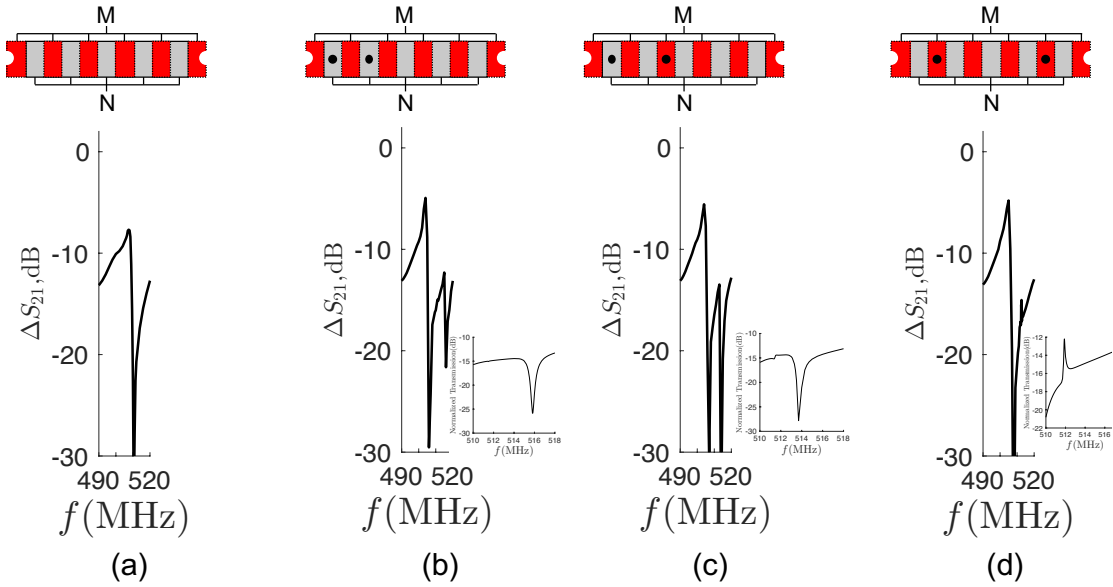 M
N
0
-10
-20
-30
ΔS₂₁,dB
490 520
f(MHz)
(a)
M
N
0
-10
-20
-30
ΔS₂₁,dB
490 520
f(MHz)
-10
-15
-20
-25
-30
Normalized Transmission(dB)
510 512 514 516 518
f(MHz)
(b)
M
N
0
-10
-20
-30
ΔS₂₁,dB
490 520
f(MHz)
-10
-15
-20
-25
-30
Normalized Transmission(dB)
510 512 514 516 518
f(MHz)
(c)
M
N
0
-10
-20
-30
ΔS₂₁,dB
490 520
f(MHz)
-12
-14
-16
-18
-20
-22
Normalized Transmission(dB)
510 512 514 516
f(MHz)
(d)